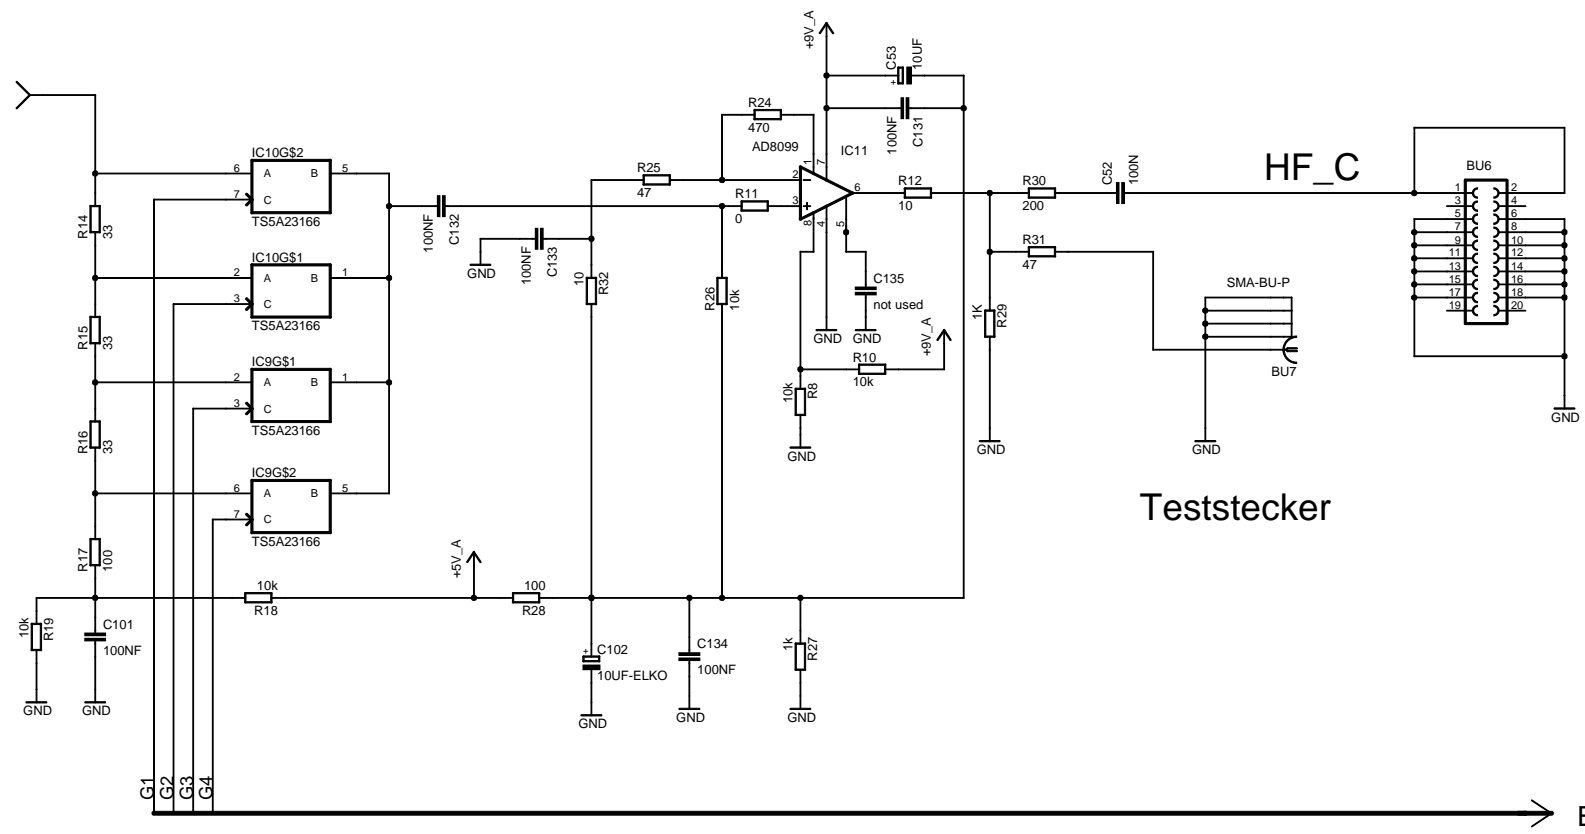 +9V_A
C53
10UF
R24
470
AD8099
100NF
C131
IC11
1
7
IC10G$2
6
A
B
5
7
C
TS5A23166
R14
33
R25
47
2
3
6
8
4
5
R11
0
R12
10
R30
200
C52
100N
HF_C
BU6
1
2
3
4
5
6
7
8
9
10
11
12
13
14
15
16
17
18
19
20
100NF
C132
GND
100NF
C133
10
R32
R26
10k
R31
47
IC10G$1
2
A
B
1
3
C
TS5A23166
R15
33
C135
not used
GND
GND
+9V_A
1K
R29
SMA-BU-P
BU7
IC9G$1
2
A
B
1
3
C
TS5A23166
R16
33
R10
10k
10k
R8
GND
GND
GND
GND
IC9G$2
6
A
B
5
7
C
TS5A23166
Teststecker
R17
100
+5V_A
10k
R18
100
R28
10k
R19
C101
100NF
GND
GND
+
C102
10UF-ELKO
GND
C134
100NF
GND
1k
R27
GND
G1
G2
G3
G4